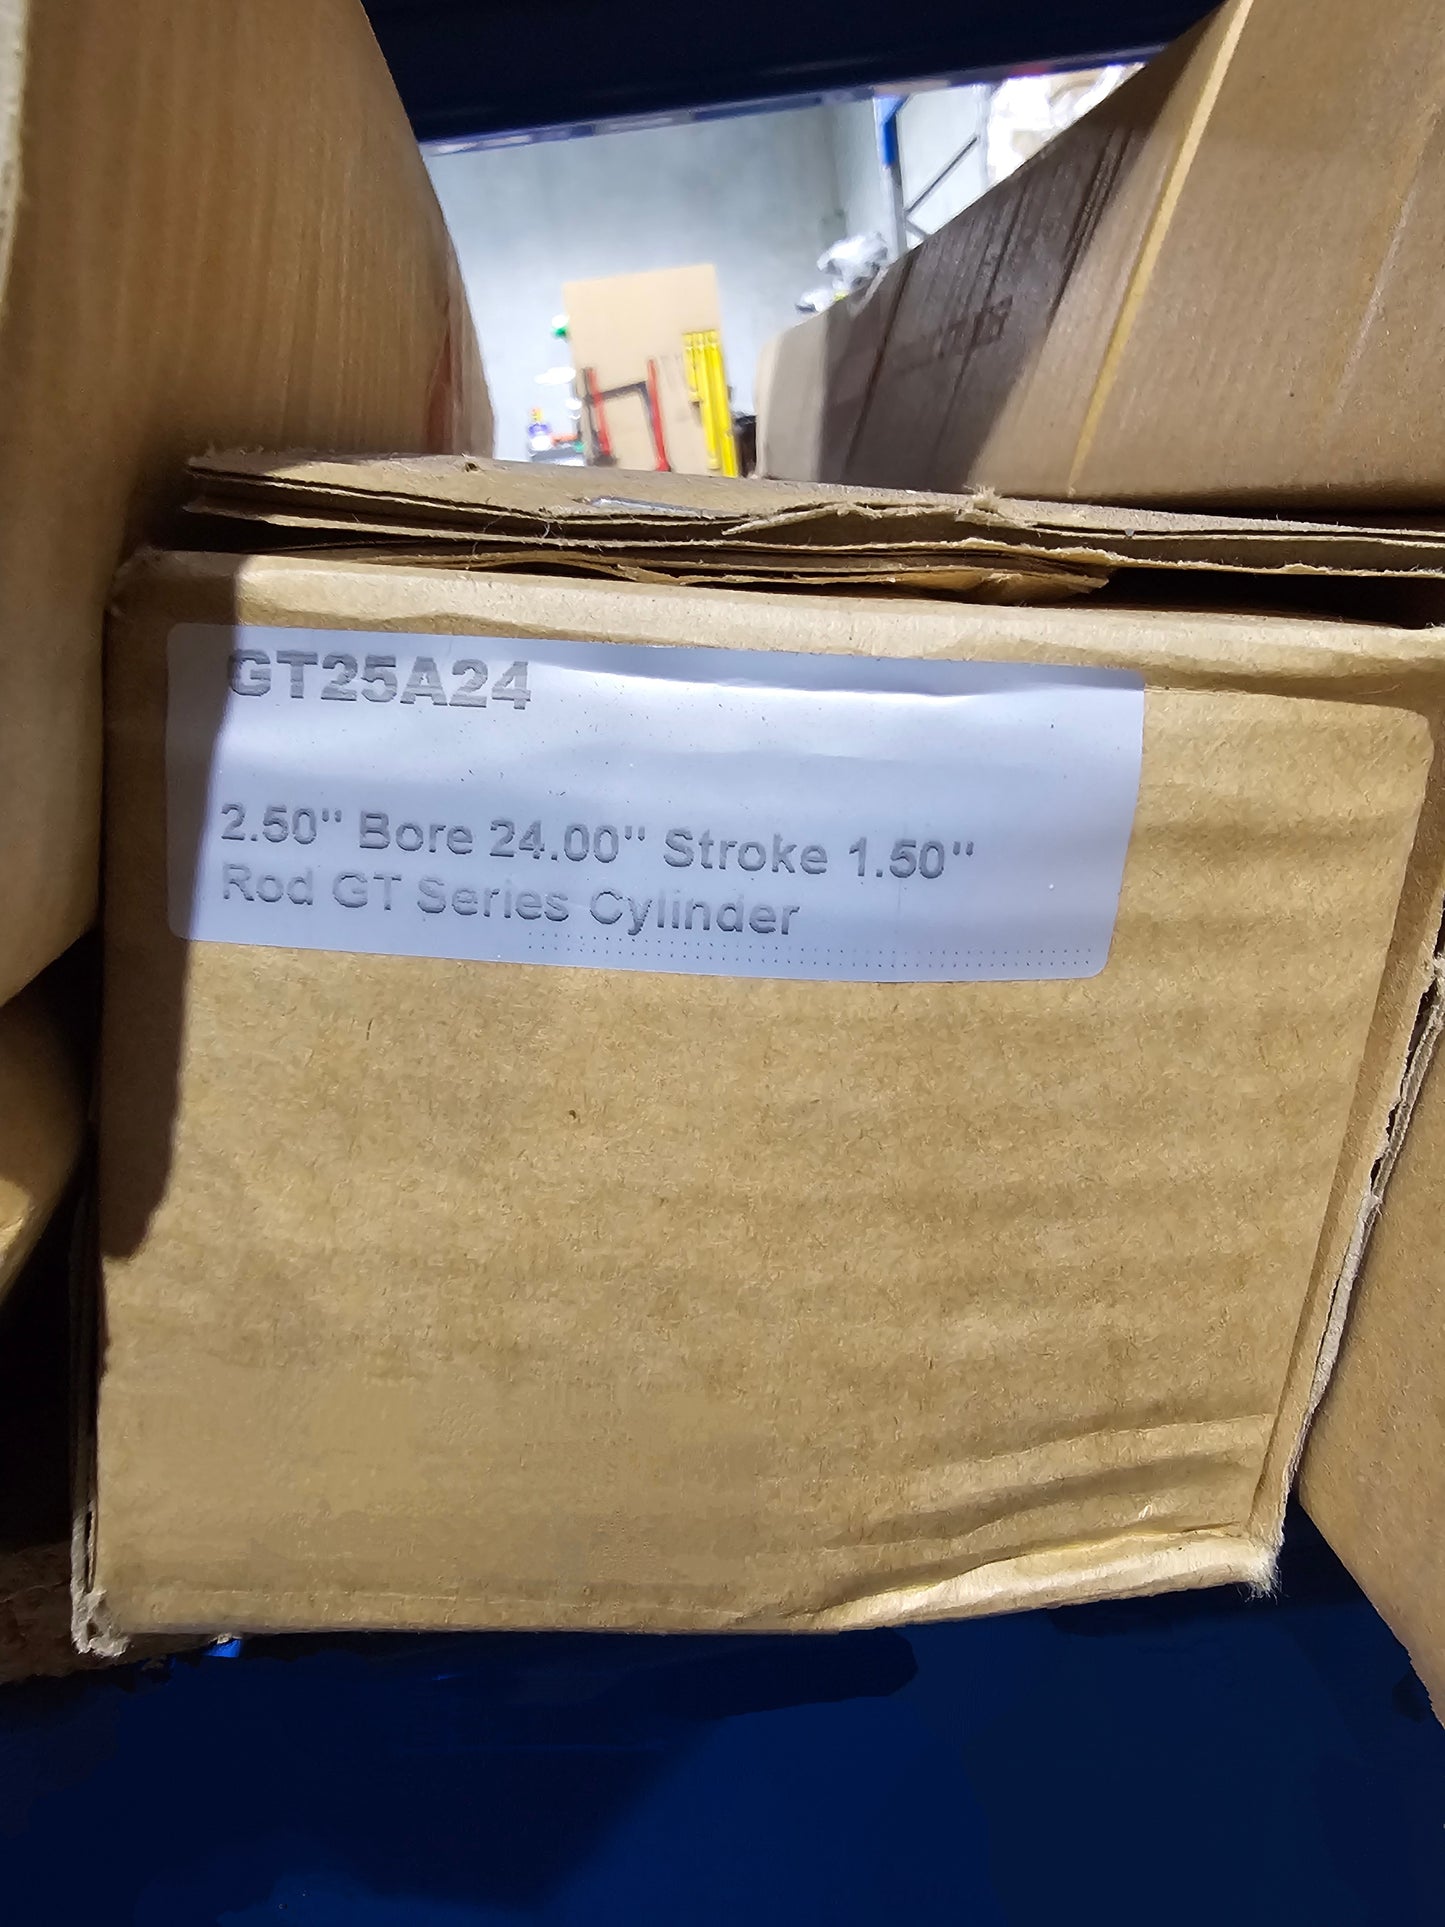 GT25A24
2.50" Bore 24.00" Stroke 1.50"
Rod GT Series Cylinder